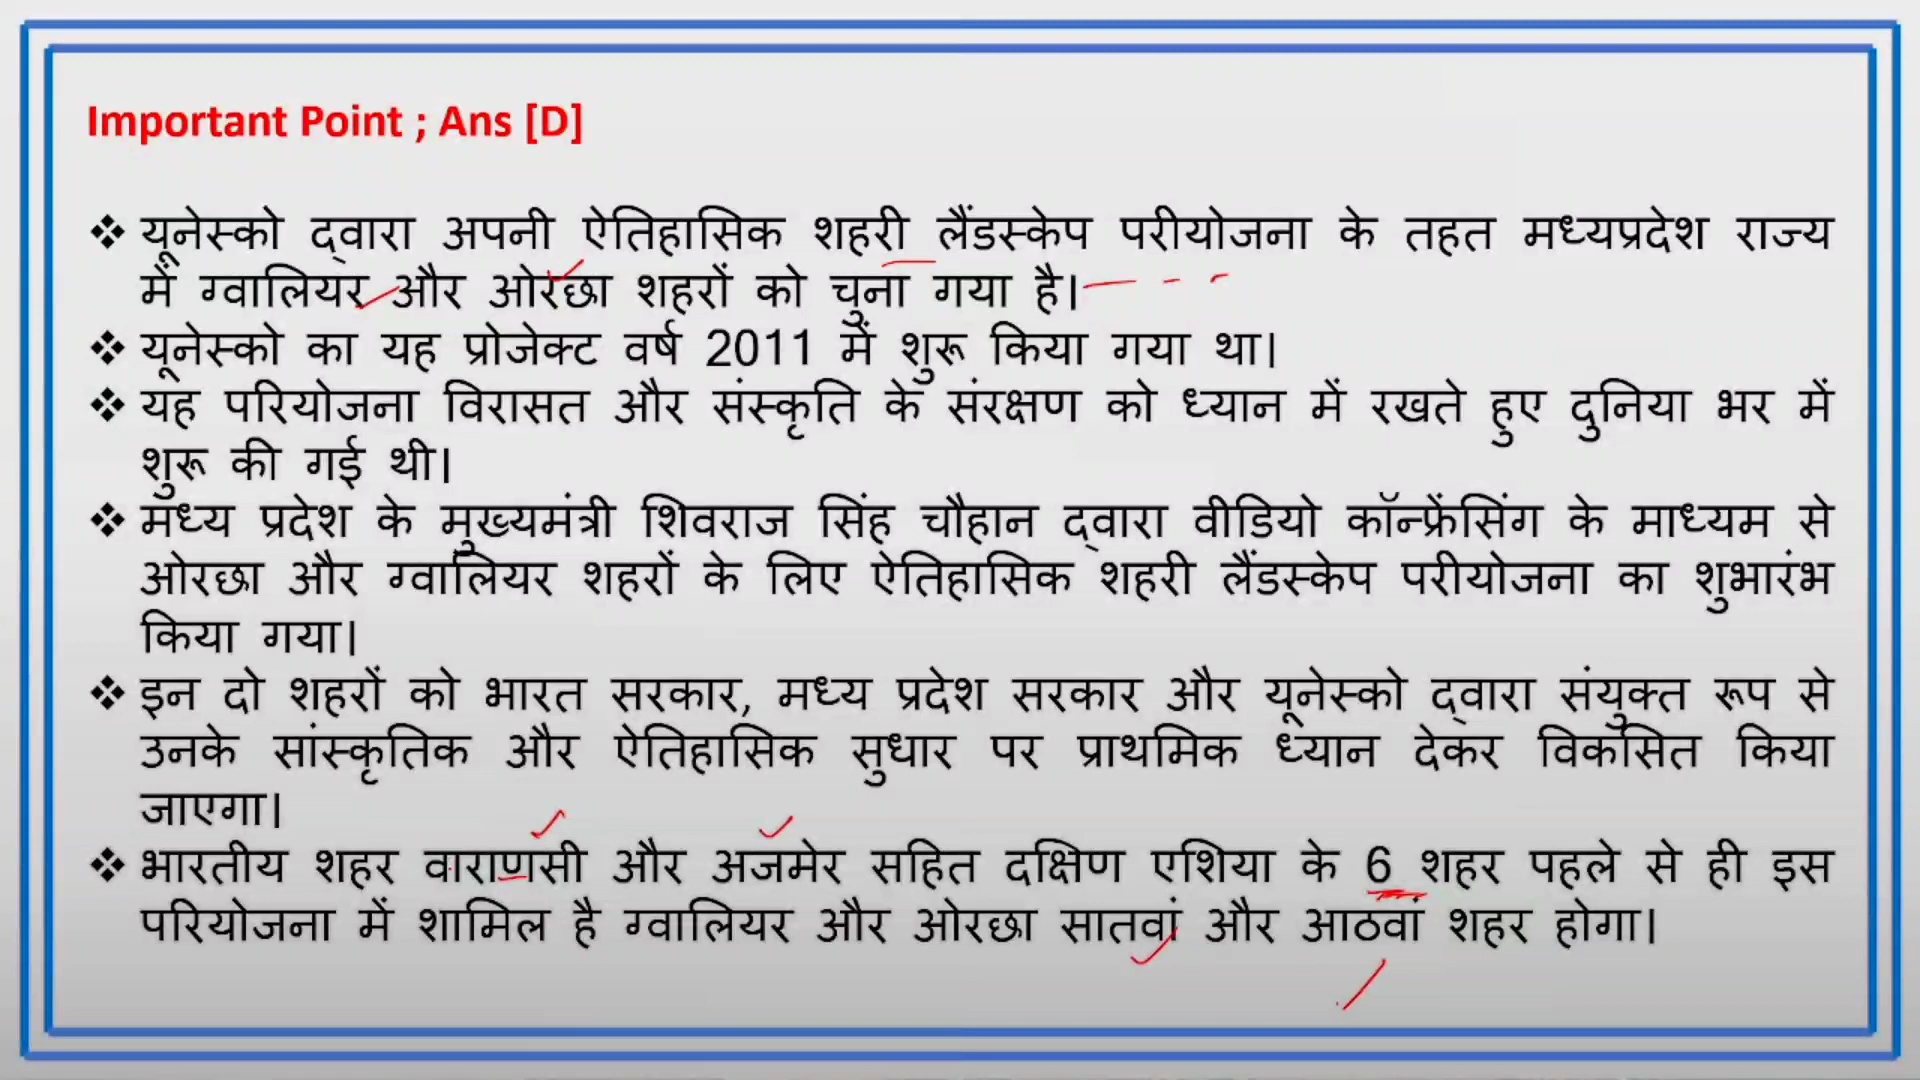 Important Point ; Ans [D]
❖ यूनेस्को द्वारा अपनी ऐतिहासिक शहरी लैंडस्केप परीयोजना के तहत मध्यप्रदेश राज्य
में ग्वालियर और ओरछा शहरों को चुना गया है।
❖ यूनेस्को का यह प्रोजेक्ट वर्ष 2011 में शुरू किया गया था।
❖ यह परियोजना विरासत और संस्कृति के संरक्षण को ध्यान में रखते हुए दुनिया भर में
शुरू की गई थी।
❖ मध्य प्रदेश के मुख्यमंत्री शिवराज सिंह चौहान द्वारा वीडियो कॉन्फ्रेंसिंग के माध्यम से
ओरछा और ग्वालियर शहरों के लिए ऐतिहासिक शहरी लैंडस्केप परीयोजना का शुभारंभ
किया गया।
❖ इन दो शहरों को भारत सरकार, मध्य प्रदेश सरकार और यूनेस्को द्वारा संयुक्त रूप से
उनके सांस्कृतिक और ऐतिहासिक सुधार पर प्राथमिक ध्यान देकर विकसित किया
जाएगा।
❖ भारतीय शहर वाराणसी और अजमेर सहित दक्षिण एशिया के 6 शहर पहले से ही इस
परियोजना में शामिल है ग्वालियर और ओरछा सातवां और आठवां शहर होगा।